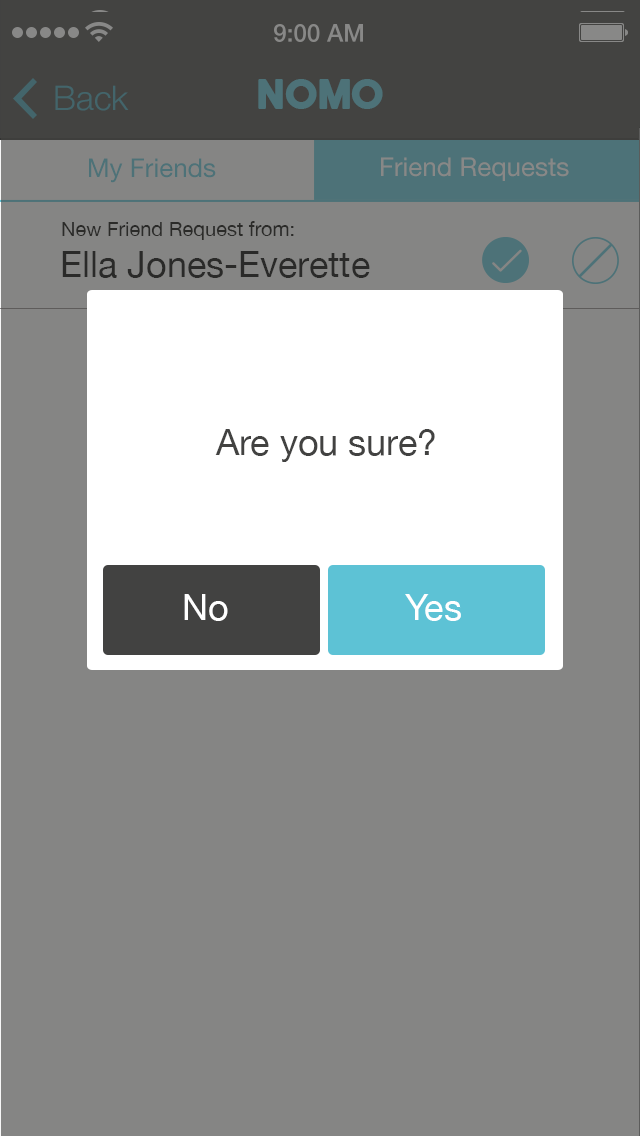 9:00 AM
Back
NOMO
My Friends
Friend Requests
New Friend Request from:
Ella Jones-Everette
Are you sure?
No
Yes